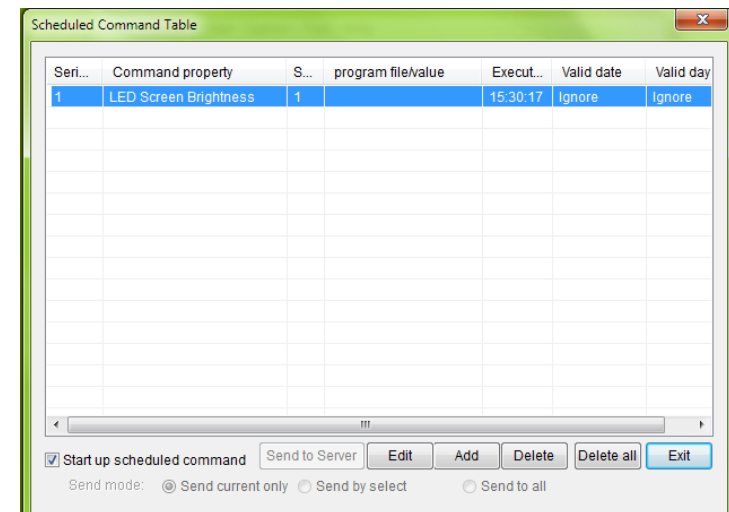 Scheduled Command Table
Seri... Command property S... program file/value Execut... Valid date Valid day
1 LED Screen Brightness 1 15:30:17 Ignore Ignore
Start up scheduled command Send to Server Edit Add Delete Delete all Exit
Send mode: Send current only Send by select Send to all